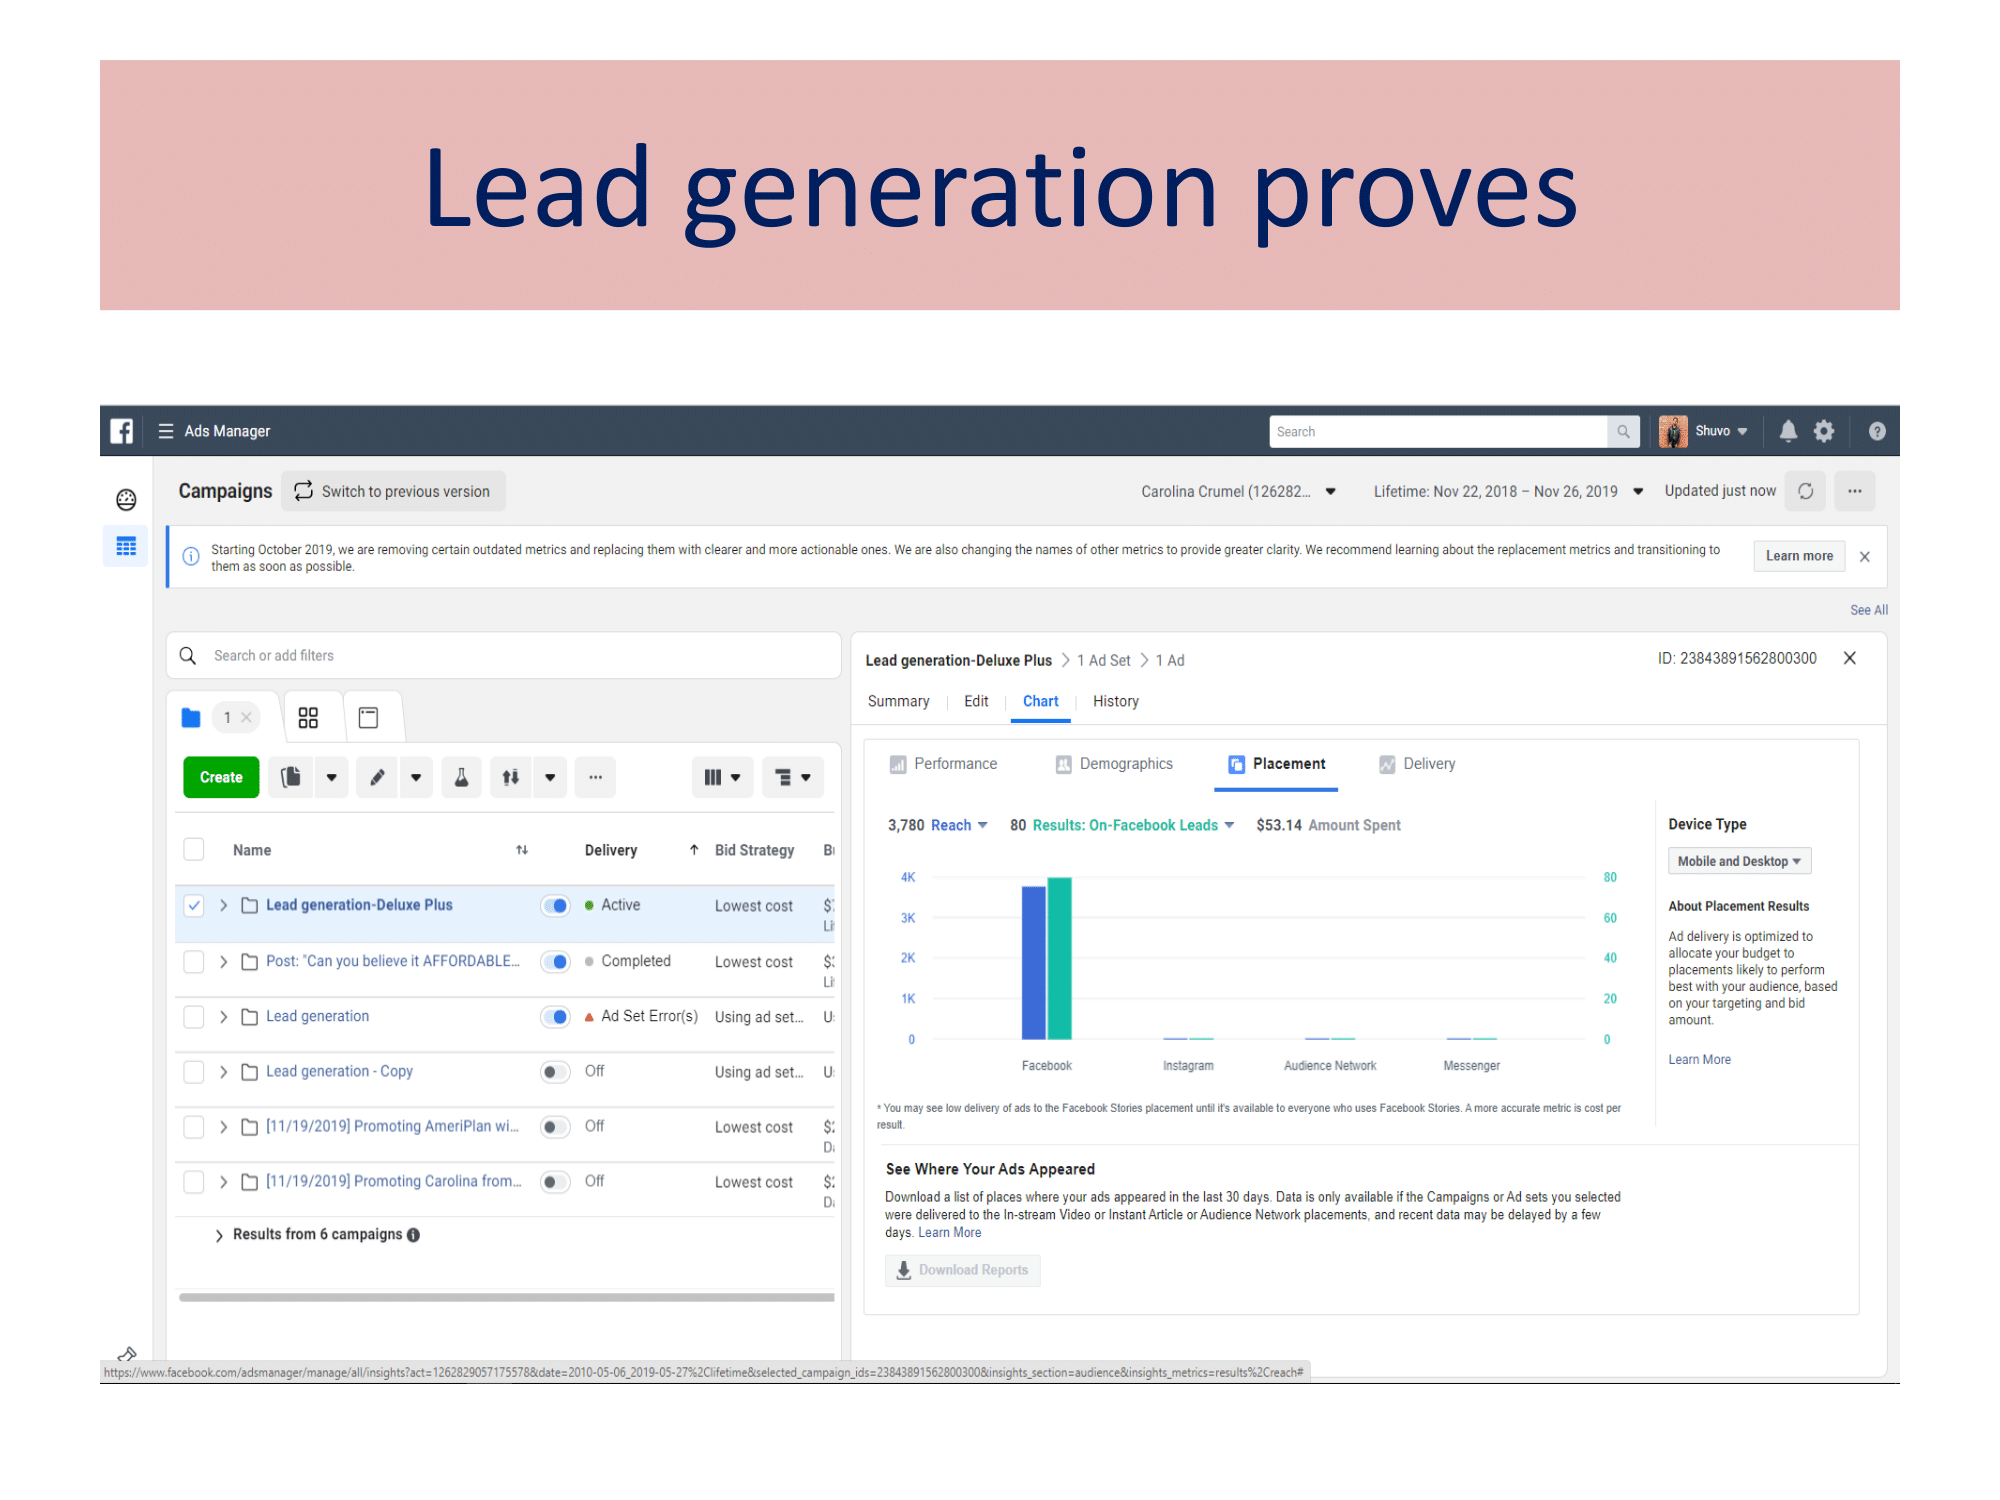 Lead generation proves
Ads Manager
Search
Shuvo
Campaigns
Switch to previous version
Carolina Crumel (126282...
Lifetime: Nov 22, 2018 – Nov 26, 2019
Updated just now
Starting October 2019, we are removing certain outdated metrics and replacing them with clearer and more actionable ones. We are also changing the names of other metrics to provide greater clarity. We recommend learning about the replacement metrics and transitioning to
them as soon as possible.
Learn more
See All
Search or add filters
1
Create
Name
Delivery
Bid Strategy
Lead generation-Deluxe Plus
Active
Lowest cost
Post: "Can you believe it AFFORDABLE...
Completed
Lowest cost
Lead generation
Ad Set Error(s)
Using ad set...
Lead generation - Copy
Off
Using ad set...
[11/19/2019] Promoting AmeriPlan wi...
Off
Lowest cost
[11/19/2019] Promoting Carolina from...
Off
Lowest cost
Results from 6 campaigns
Lead generation-Deluxe Plus
1 Ad Set
1 Ad
ID: 23843891562800300
Summary
Edit
Chart
History
Performance
Demographics
Placement
Delivery
3,780 Reach
80 Results: On-Facebook Leads
$53.14 Amount Spent
4K
3K
2K
1K
0
80
60
40
20
0
Facebook
Instagram
Audience Network
Messenger
* You may see low delivery of ads to the Facebook Stories placement until it's available to everyone who uses Facebook Stories. A more accurate metric is cost per
result.
Device Type
Mobile and Desktop
About Placement Results
Ad delivery is optimized to
allocate your budget to
placements likely to perform
best with your audience, based
on your targeting and bid
amount.
Learn More
See Where Your Ads Appeared
Download a list of places where your ads appeared in the last 30 days. Data is only available if the Campaigns or Ad sets you selected
were delivered to the In-stream Video or Instant Article or Audience Network placements, and recent data may be delayed by a few
days. Learn More
Download Reports
https://www.facebook.com/adsmanager/manage/all/insights?act=1262829057175578&date=2010-05-06_2019-05-27%2Clifetime&selected_campaign_ids=23843891562800300&insights_section=audience&insights_metrics=results%2Creach#